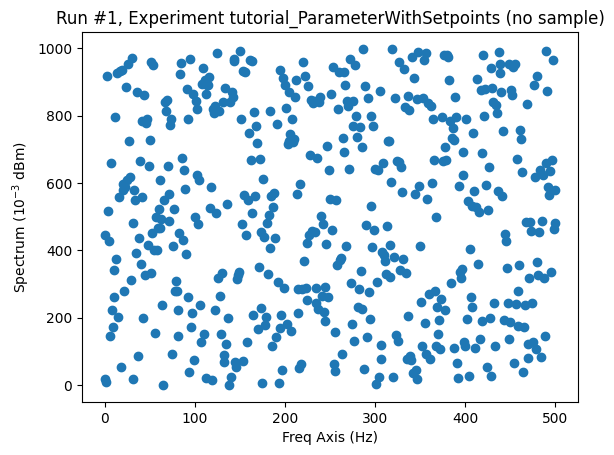 Run #1, Experiment tutorial_ParameterWithSetpoints (no sample)
1000
800
600
400
200
0
Spectrum (10⁻³ dBm)
0 100 200 300 400 500
Freq Axis (Hz)